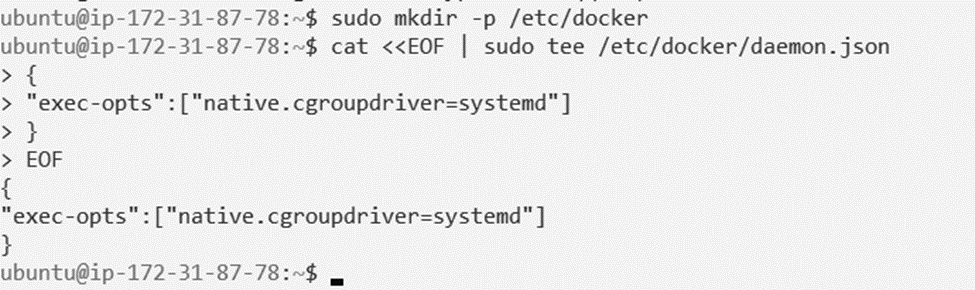 ubuntu@ip-172-31-87-78:~$ sudo mkdir -p /etc/docker
ubuntu@ip-172-31-87-78:~$ cat <<EOF | sudo tee /etc/docker/daemon.json
> {
> "exec-opts":["native.cgroupdriver=systemd"]
> }
> EOF
{
"exec-opts":["native.cgroupdriver=systemd"]
}
ubuntu@ip-172-31-87-78:~$